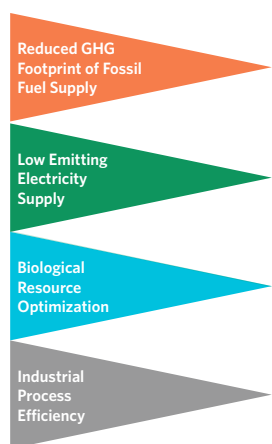 Reduced GHG
Footprint of Fossil
Fuel Supply
Low Emitting
Electricity
Supply
Biological
Resource
Optimization
Industrial
Process
Efficiency